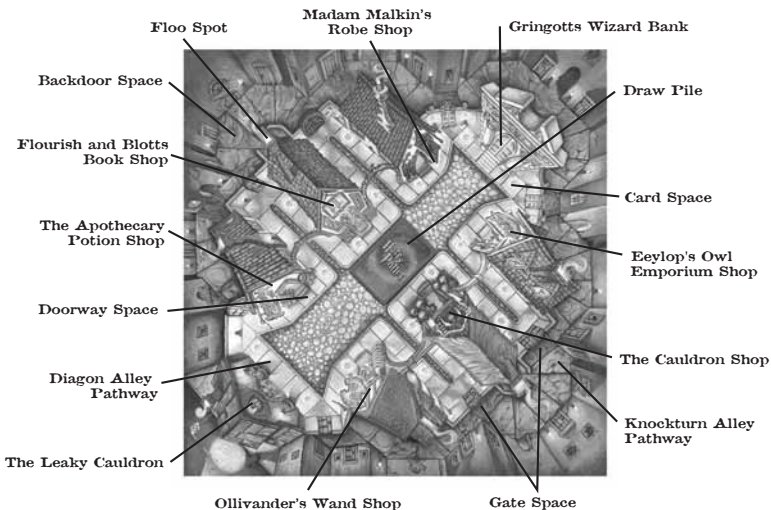 Madam Malkin's
Robe Shop
Floo Spot
Gringotts Wizard Bank
Backdoor Space
Draw Pile
Flourish and Blotts
Book Shop
Card Space
The Apothecary
Potion Shop
Eeylop's Owl
Emporium Shop
Doorway Space
The Cauldron Shop
Diagon Alley
Pathway
Knockturn Alley
Pathway
The Leaky Cauldron
Ollivander's Wand Shop
Gate Space